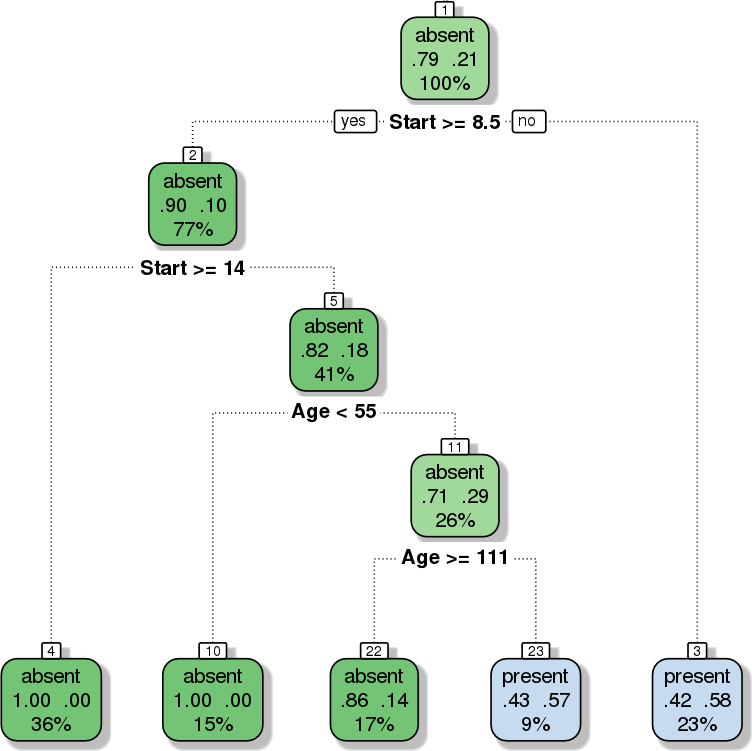 1
absent
.79 .21
100%
yes Start >= 8.5 no
2
absent
.90 .10
77%
Start >= 14
5
absent
.82 .18
41%
Age < 55
11
absent
.71 .29
26%
Age >= 111
4
absent
1.00 .00
36%
10
absent
1.00 .00
15%
22
absent
.86 .14
17%
23
present
.43 .57
9%
3
present
.42 .58
23%